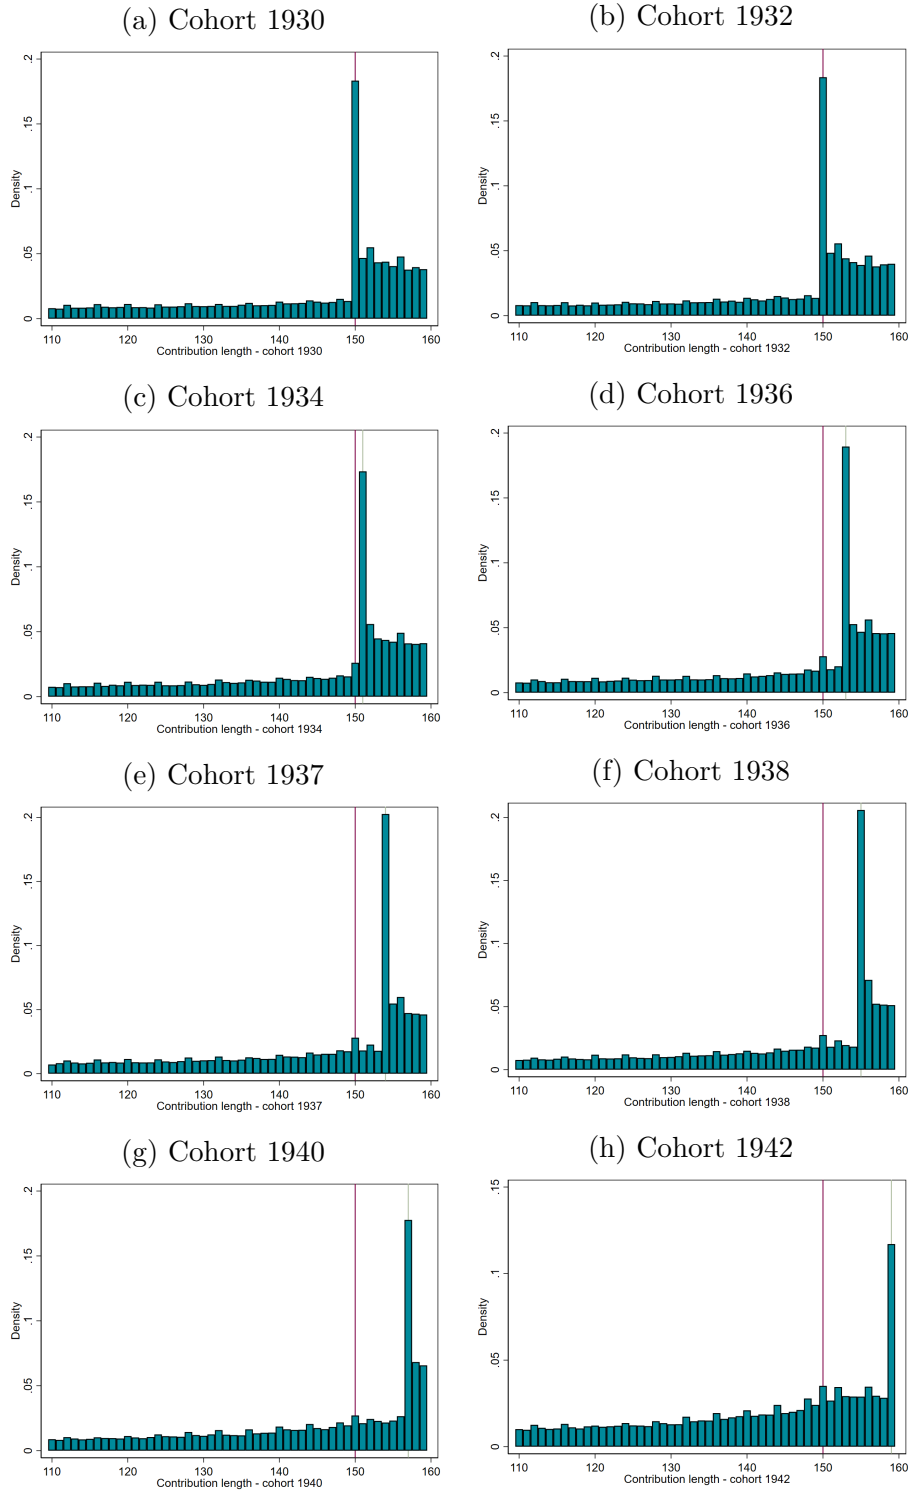 (a) Cohort 1930
Density
0 .05 .1 .15 .2
110 120 130 140 150 160
Contribution length - cohort 1930
(b) Cohort 1932
Density
0 .05 .1 .15 .2
110 120 130 140 150 160
Contribution length - cohort 1932
(c) Cohort 1934
Density
0 .05 .1 .15 .2
110 120 130 140 150 160
Contribution length - cohort 1934
(d) Cohort 1936
Density
0 .05 .1 .15 .2
110 120 130 140 150 160
Contribution length - cohort 1936
(e) Cohort 1937
Density
0 .05 .1 .15 .2
110 120 130 140 150 160
Contribution length - cohort 1937
(f) Cohort 1938
Density
0 .05 .1 .15 .2
110 120 130 140 150 160
Contribution length - cohort 1938
(g) Cohort 1940
Density
0 .05 .1 .15 .2
110 120 130 140 150 160
Contribution length - cohort 1940
(h) Cohort 1942
Density
0 .05 .1 .15
110 120 130 140 150 160
Contribution length - cohort 1942